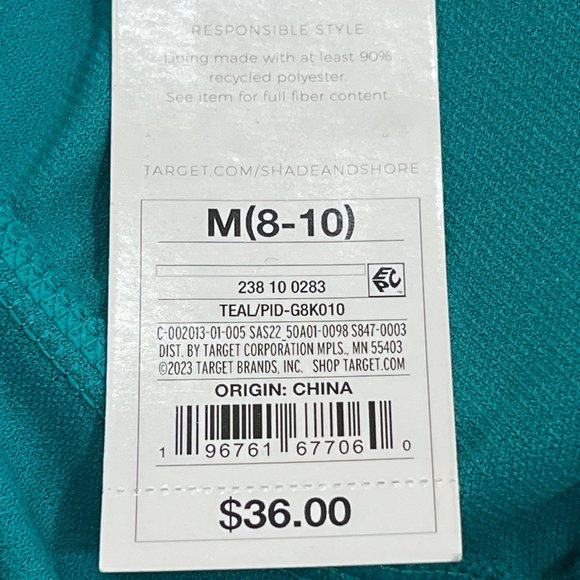 RESPONSIBLE STYLE
Lining made with at least 90%
recycled polyester.
See item for full fiber content.
TARGET.COM/SHADEANDSHORE
M(8-10)
238 10 0283
EPC
TEAL/PID-G8K010
C-002013-01-005 SAS22_50A01-0098 S847-0003
DIST. BY TARGET CORPORATION MPLS., MN 55403
©2023 TARGET BRANDS, INC. SHOP TARGET.COM
ORIGIN: CHINA
1 96761 67706 0
$36.00